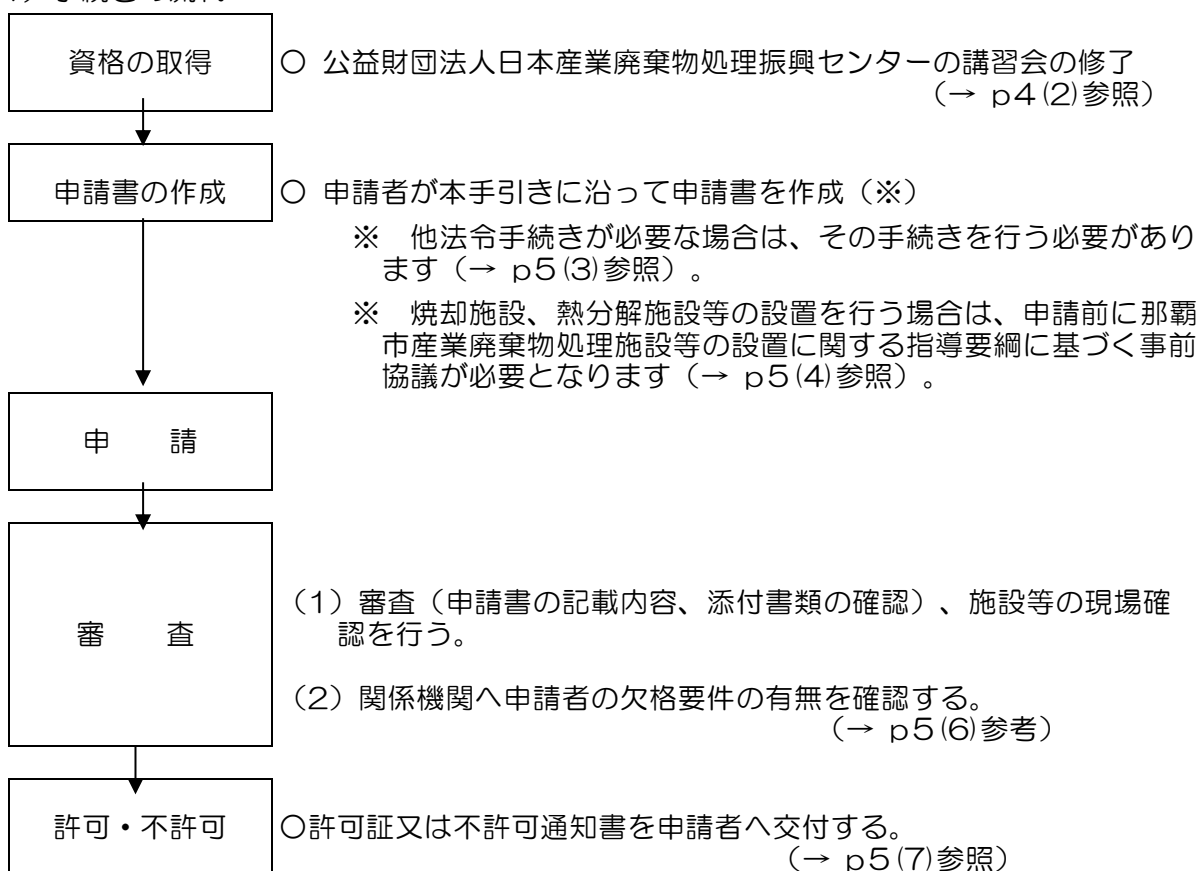 資格の取得
〇 公益財団法人日本産業廃棄物処理振興センターの講習会の修了
（→ p４(2)参照）
申請書の作成
〇 申請者が本手引きに沿って申請書を作成（※）
※　他法令手続きが必要な場合は、その手続きを行う必要があり
ます（→ p５(3)参照）。
※　焼却施設、熱分解施設等の設置を行う場合は、申請前に那覇
市産業廃棄物処理施設等の設置に関する指導要綱に基づく事前
協議が必要となります（→ p５(4)参照）。
申　　請
審　　査
（1）審査（申請書の記載内容、添付書類の確認）、施設等の現場確
認を行う。
（2）関係機関へ申請者の欠格要件の有無を確認する。
（→ p５(6)参考）
許可・不許可
〇許可証又は不許可通知書を申請者へ交付する。
（→ p５(7)参照）